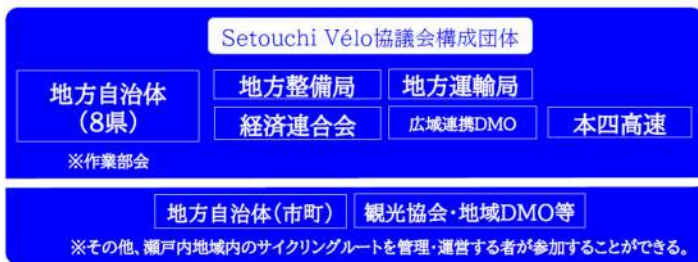 Setouchi Vélo協議会構成団体
地方自治体
(8県)
地方整備局
地方運輸局
経済連合会
広域連携DMO
本四高速
※作業部会
地方自治体(市町)
観光協会・地域DMO等
※その他、瀬戸内地域内のサイクリングルートを管理・運営する者が参加することができる。